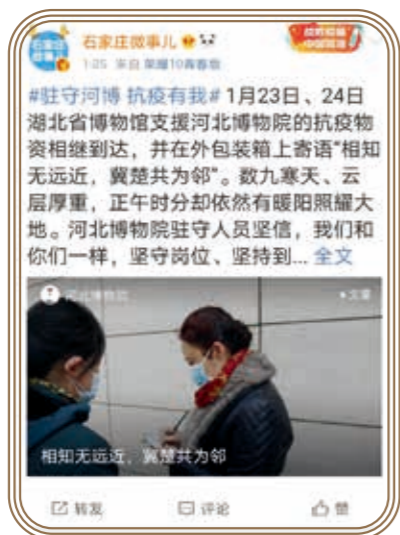 石家庄微事儿
1-25 来自 荣耀10青春版
#驻守河博 抗疫有我# 1月23日、24日
湖北省博物馆支援河北博物院的抗疫物
资相继到达，并在外包装箱上寄语“相知
无远近，冀楚共为邻”。数九寒天、云
层厚重，正午时分却依然有暖阳照耀大
地。河北博物院驻守人员坚信，我们和
你们一样，坚守岗位、坚持到... 全文
河北博物院
文章
相知无远近，冀楚共为邻
转发 评论 赞